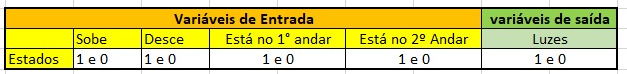 Variáveis de Entrada variáveis de saída
Sobe Desce Está no 1° andar Está no 2º Andar Luzes
Estados 1 e 0 1 e 0 1 e 0 1 e 0 1 e 0